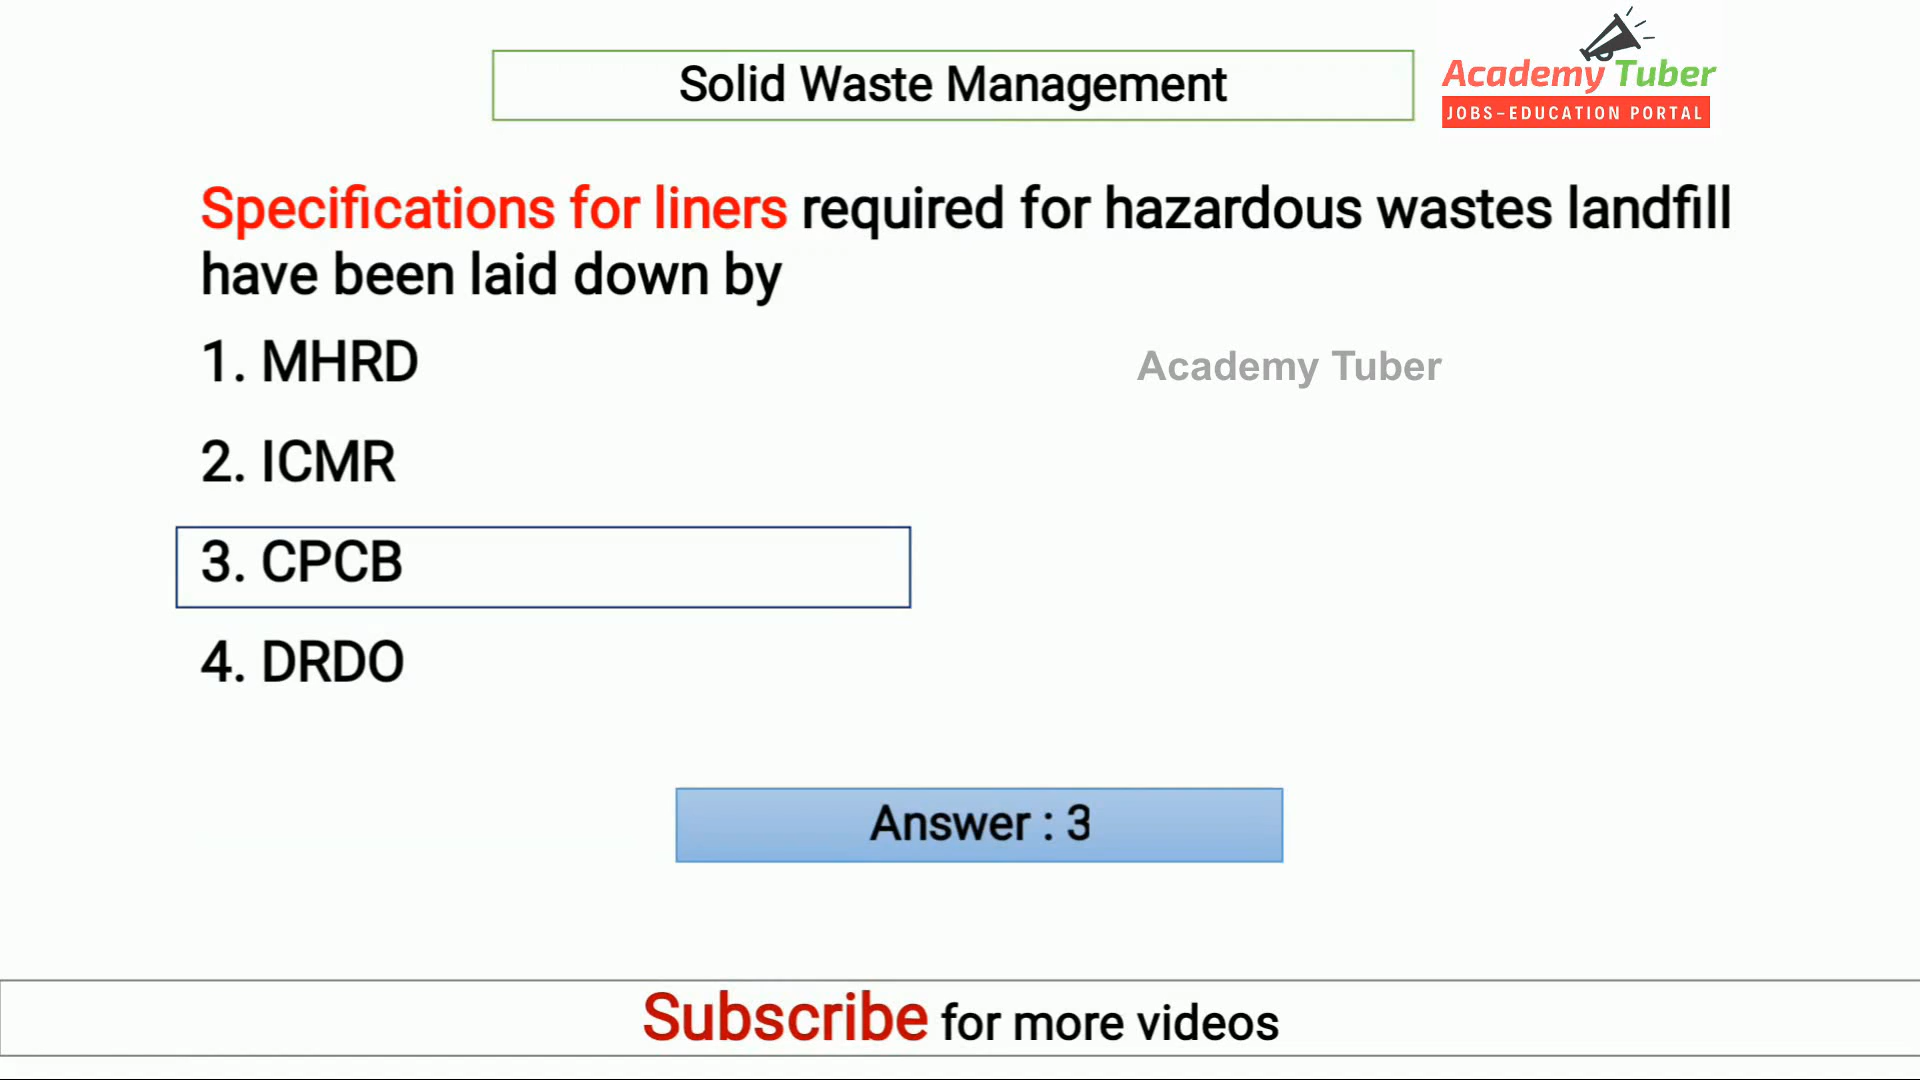 Solid Waste Management
Academy Tuber
JOBS-EDUCATION PORTAL
Specifications for liners required for hazardous wastes landfill
have been laid down by
1. MHRD
Academy Tuber
2. ICMR
3. CPCB
4. DRDO
Answer : 3
Subscribe for more videos